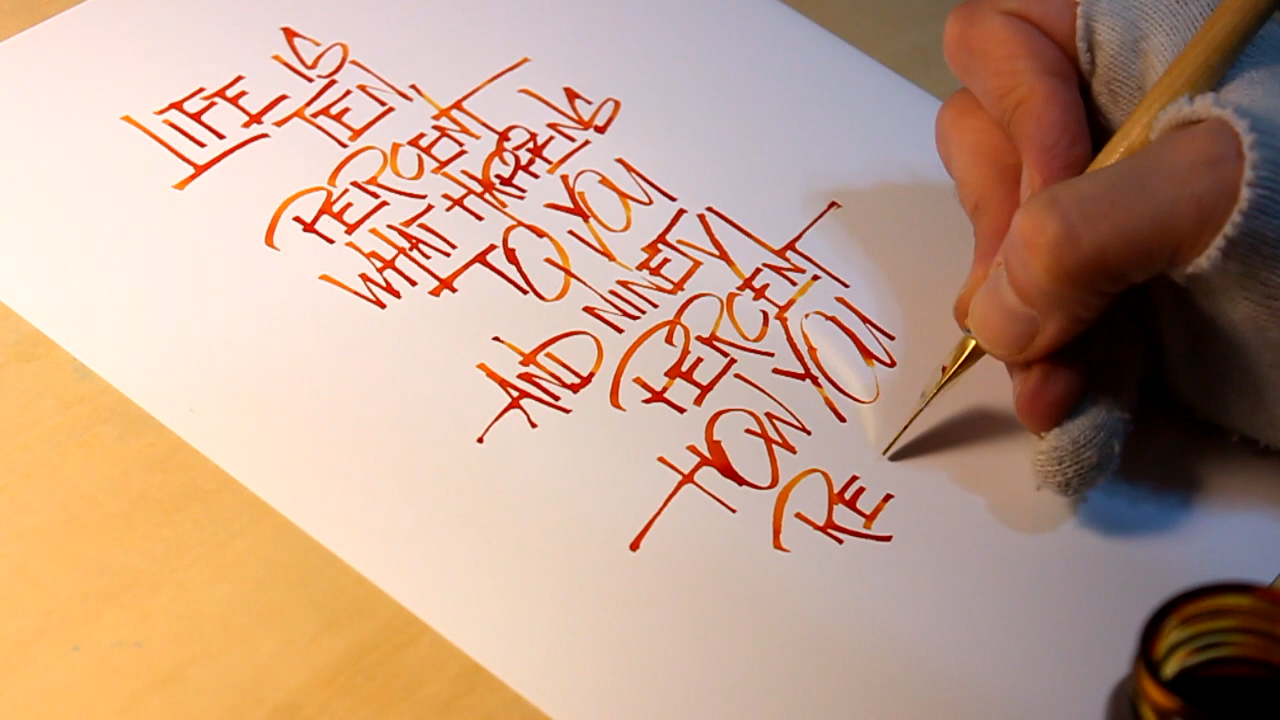 LIFE IS
TEN
PERCENT
WHAT HAPPENS
TO YOU
AND NINETY
PERCENT
HOW YOU
RE